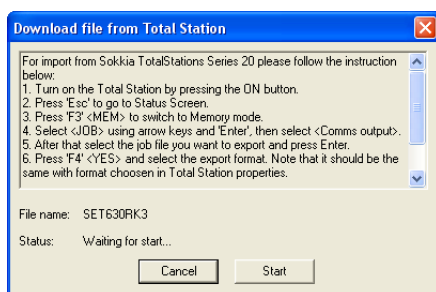 Download file from Total Station
For import from Sokkia TotalStations Series 20 please follow the instruction
below:
1. Turn on the Total Station by pressing the ON button.
2. Press 'Esc' to go to Status Screen.
3. Press 'F3' <MEM> to switch to Memory mode.
4. Select <JOB> using arrow keys and 'Enter', then select <Comms output>.
5. After that select the job file you want to export and press Enter.
6. Press 'F4' <YES> and select the export format. Note that it should be the
same with format choosen in Total Station properties.
File name: SET630RK3
Status: Waiting for start...
Cancel Start